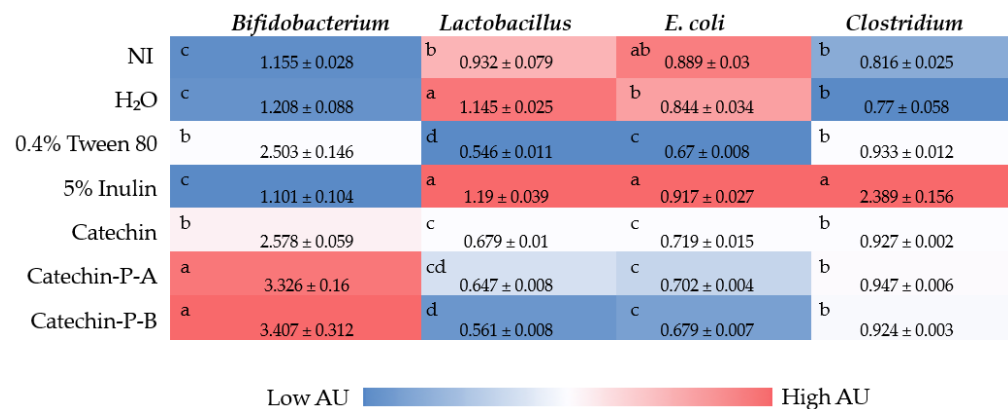 Bifidobacterium Lactobacillus E. coli Clostridium
NI c 1.155 ± 0.028 b 0.932 ± 0.079 ab 0.889 ± 0.03 b 0.816 ± 0.025
H₂O c 1.208 ± 0.088 a 1.145 ± 0.025 b 0.844 ± 0.034 b 0.77 ± 0.058
0.4% Tween 80 b 2.503 ± 0.146 d 0.546 ± 0.011 c 0.67 ± 0.008 b 0.933 ± 0.012
5% Inulin c 1.101 ± 0.104 a 1.19 ± 0.039 a 0.917 ± 0.027 a 2.389 ± 0.156
Catechin b 2.578 ± 0.059 c 0.679 ± 0.01 c 0.719 ± 0.015 b 0.927 ± 0.002
Catechin-P-A a 3.326 ± 0.16 cd 0.647 ± 0.008 c 0.702 ± 0.004 b 0.947 ± 0.006
Catechin-P-B a 3.407 ± 0.312 d 0.561 ± 0.008 c 0.679 ± 0.007 b 0.924 ± 0.003
Low AU High AU